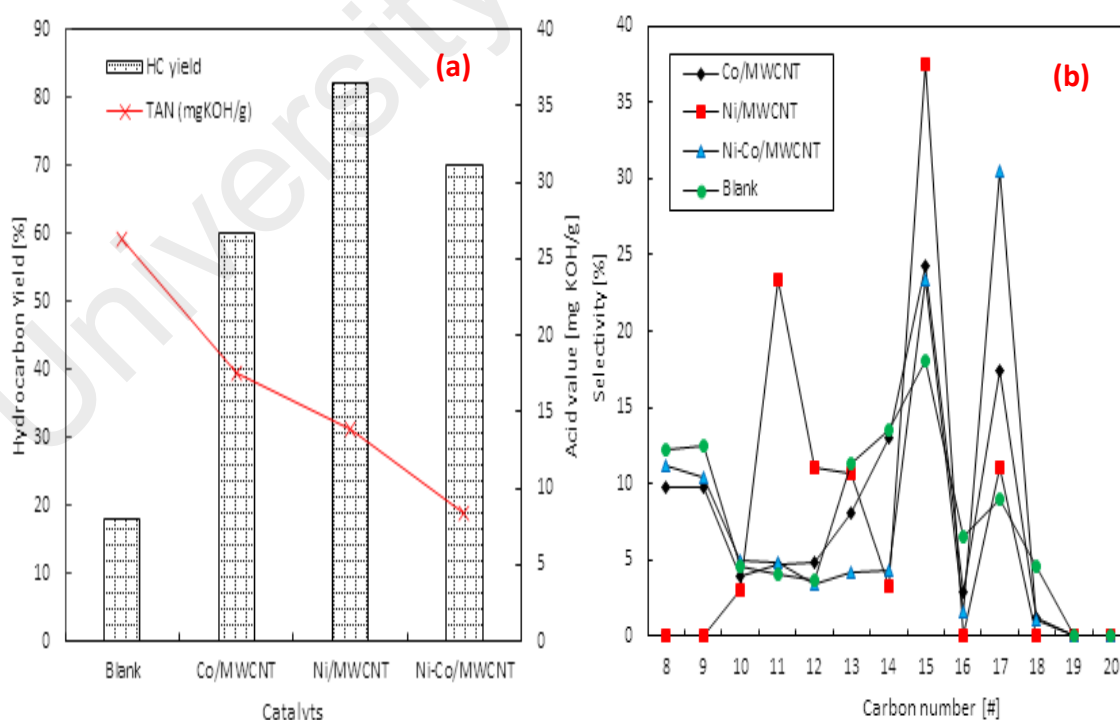 University
(a)
HC yield
TAN (mgKOH/g)
Hydrocarbon Yield [%]
90
80
70
60
50
40
30
20
10
0
Blank
Co/MWCNT
Ni/MWCNT
Ni-Co/MWCNT
Catalyts
40
35
30
25
20
15
10
5
0
Acid value [mg KOH/g]
(b)
Co/MWCNT
Ni/MWCNT
Ni-Co/MWCNT
Blank
Selectivity [%]
40
35
30
25
20
15
10
5
0
8 9 10 11 12 13 14 15 16 17 18 19 20
Carbon number [#]